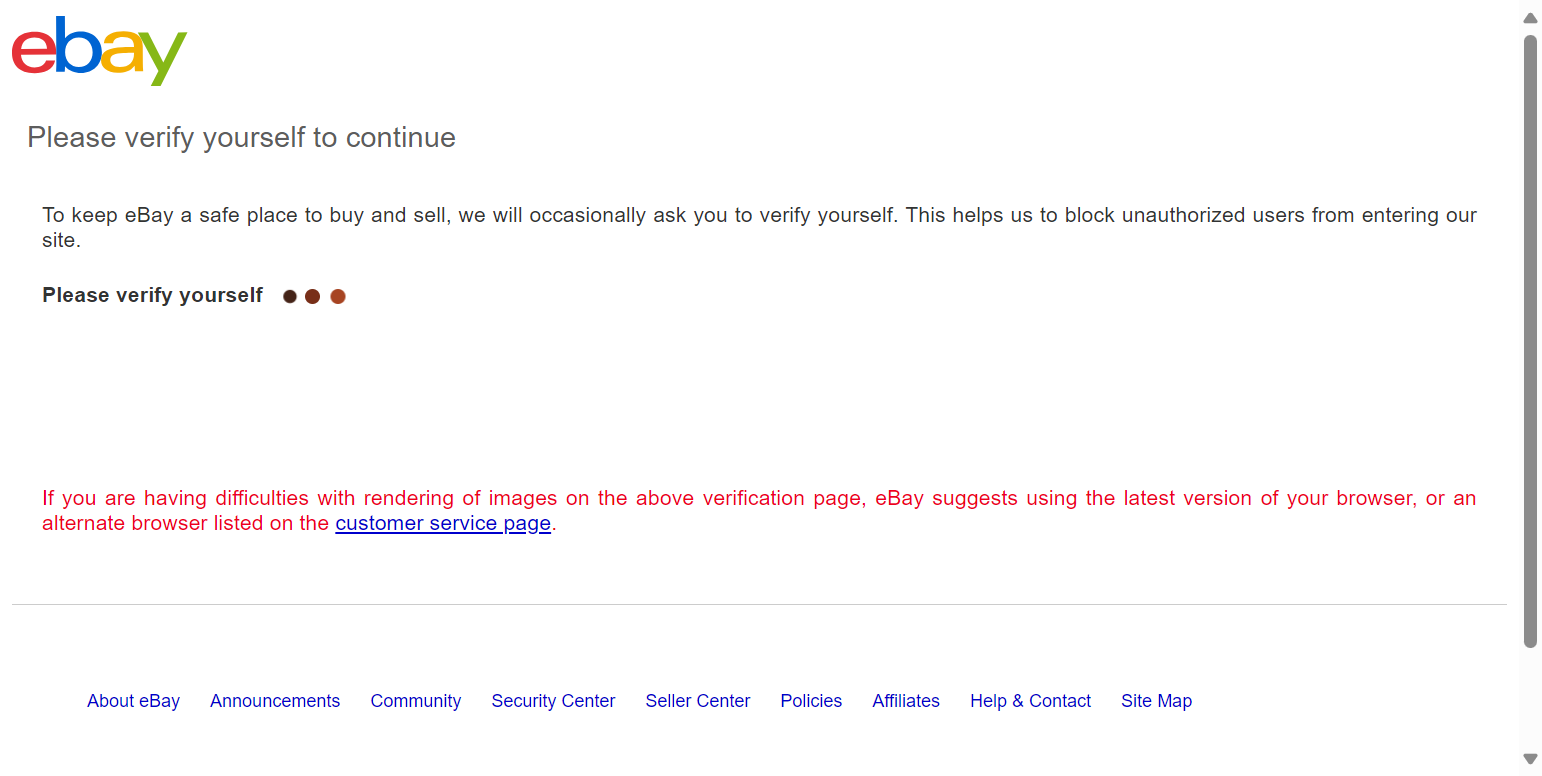 ebay
Please verify yourself to continue
To keep eBay a safe place to buy and sell, we will occasionally ask you to verify yourself. This helps us to block unauthorized users from entering our
site.
Please verify yourself
If you are having difficulties with rendering of images on the above verification page, eBay suggests using the latest version of your browser, or an
alternate browser listed on the customer service page.
About eBay Announcements Community Security Center Seller Center Policies Affiliates Help & Contact Site Map